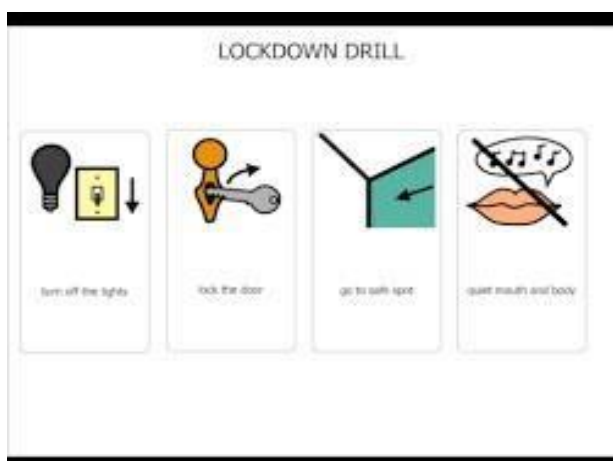 LOCKDOWN DRILL
turn off the lights
lock the door
go to safe spot
quiet mouth and body